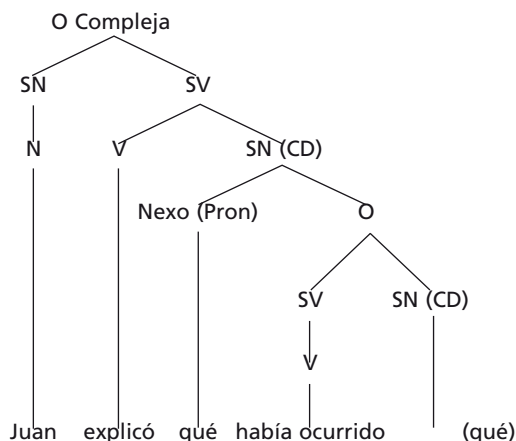 O Compleja
SN SV
N V SN (CD)
Nexo (Pron) O
SV SN (CD)
V
Juan explicó qué había ocurrido (qué)